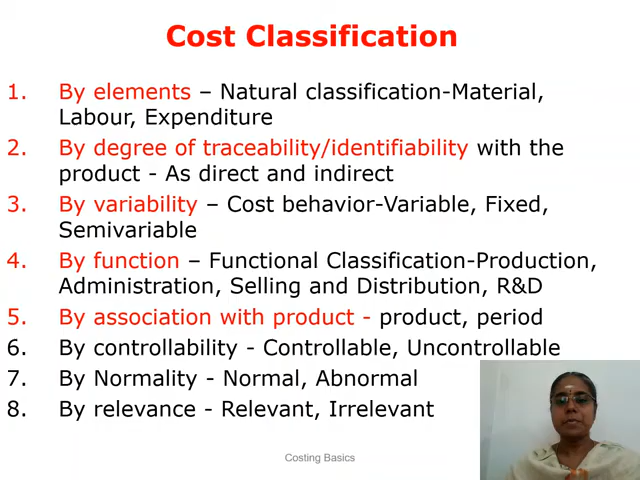 Cost Classification
1. By elements – Natural classification-Material,
Labour, Expenditure
2. By degree of traceability/identifiability with the
product - As direct and indirect
3. By variability – Cost behavior-Variable, Fixed,
Semivariable
4. By function – Functional Classification-Production,
Administration, Selling and Distribution, R&D
5. By association with product - product, period
6. By controllability - Controllable, Uncontrollable
7. By Normality - Normal, Abnormal
8. By relevance - Relevant, Irrelevant
Costing Basics